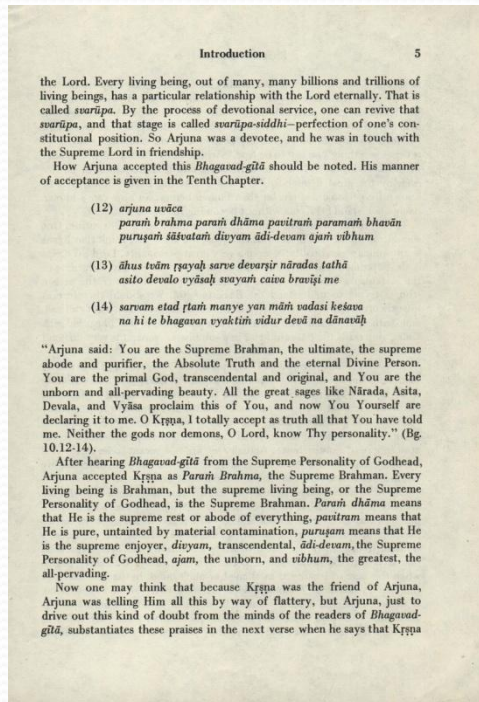 Introduction 5
the Lord. Every living being, out of many, many billions and trillions of
living beings, has a particular relationship with the Lord eternally. That is
called svarūpa. By the process of devotional service, one can revive that
svarūpa, and that stage is called svarūpa-siddhi—perfection of one's con-
stitutional position. So Arjuna was a devotee, and he was in touch with
the Supreme Lord in friendship.
How Arjuna accepted this Bhagavad-gītā should be noted. His manner
of acceptance is given in the Tenth Chapter.
(12) arjuna uvāca
paraṁ brahma paraṁ dhāma pavitraṁ paramaṁ bhavān
puruṣaṁ śāśvataṁ divyam ādi-devam ajaṁ vibhum
(13) āhus tvām ṛṣayaḥ sarve devarṣir nāradas tathā
asito devalo vyāsaḥ svayaṁ caiva bravīṣi me
(14) sarvam etad ṛtaṁ manye yan māṁ vadasi keśava
na hi te bhagavan vyaktiṁ vidur devā na dānavāḥ
"Arjuna said: You are the Supreme Brahman, the ultimate, the supreme
abode and purifier, the Absolute Truth and the eternal Divine Person.
You are the primal God, transcendental and original, and You are the
unborn and all-pervading beauty. All the great sages like Nārada, Asita,
Devala, and Vyāsa proclaim this of You, and now You Yourself are
declaring it to me. O Kṛṣṇa, I totally accept as truth all that You have told
me. Neither the gods nor demons, O Lord, know Thy personality." (Bg.
10.12-14).
After hearing Bhagavad-gītā from the Supreme Personality of Godhead,
Arjuna accepted Kṛṣṇa as Paraṁ Brahma, the Supreme Brahman. Every
living being is Brahman, but the supreme living being, or the Supreme
Personality of Godhead, is the Supreme Brahman. Paraṁ dhāma means
that He is the supreme rest or abode of everything, pavitram means that
He is pure, untainted by material contamination, puruṣam means that He
is the supreme enjoyer, divyam, transcendental, ādi-devam, the Supreme
Personality of Godhead, ajam, the unborn, and vibhum, the greatest, the
all-pervading.
Now one may think that because Kṛṣṇa was the friend of Arjuna,
Arjuna was telling Him all this by way of flattery, but Arjuna, just to
drive out this kind of doubt from the minds of the readers of Bhagavad-
gītā, substantiates these praises in the next verse when he says that Kṛṣṇa